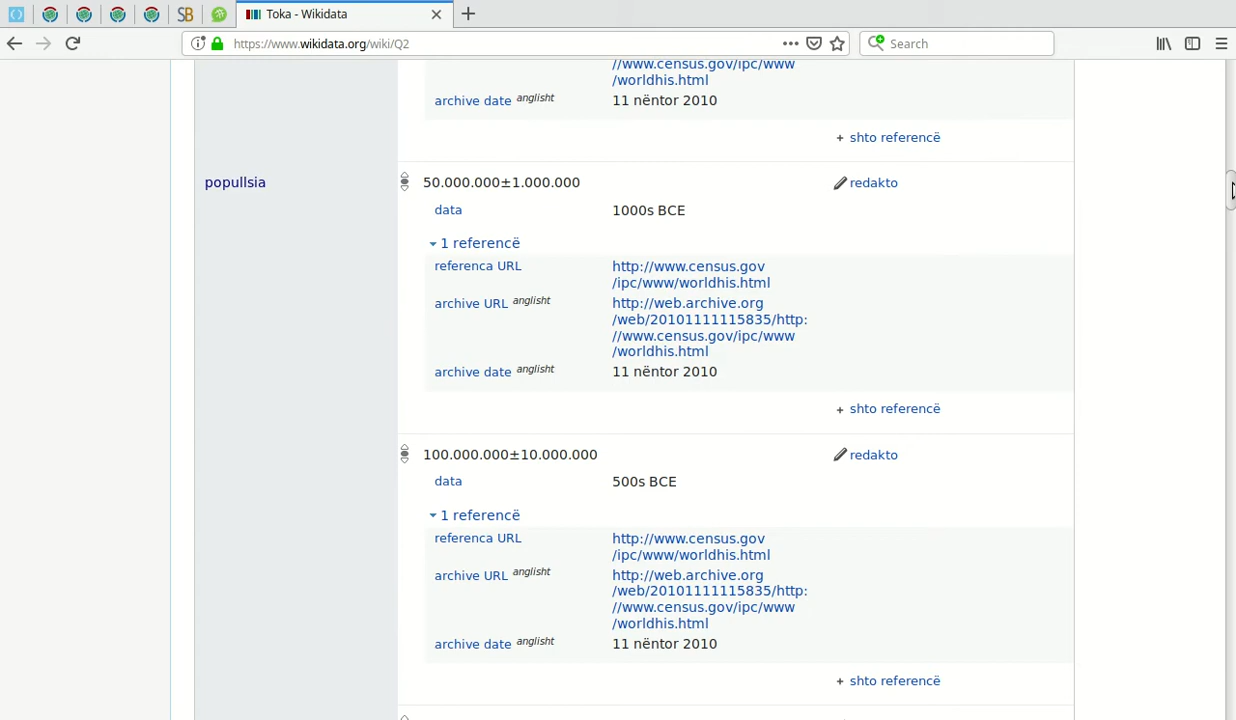 SB
Toka - Wikidata
https://www.wikidata.org/wiki/Q2
Search
//www.census.gov/ipc/www
/worldhis.html
archive date anglisht 11 nëntor 2010
+ shto referencë
popullsia
50.000.000±1.000.000
redakto
data 1000s BCE
1 referencë
referenca URL http://www.census.gov
/ipc/www/worldhis.html
archive URL anglisht http://web.archive.org
/web/20101111115835/http:
//www.census.gov/ipc/www
/worldhis.html
archive date anglisht 11 nëntor 2010
+ shto referencë
100.000.000±10.000.000
redakto
data 500s BCE
1 referencë
referenca URL http://www.census.gov
/ipc/www/worldhis.html
archive URL anglisht http://web.archive.org
/web/20101111115835/http:
//www.census.gov/ipc/www
/worldhis.html
archive date anglisht 11 nëntor 2010
+ shto referencë